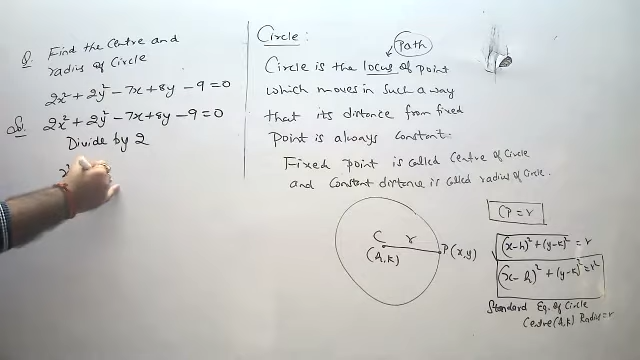 Q. Find the Centre and
radius of Circle
2x² + 2y² - 7x + 8y - 9 = 0
Sol. 2x² + 2y² - 7x + 8y - 9 = 0
Divide by 2
x²
Circle :
Path
Circle is the locus of point
which moves in such a way
that its distance from fixed
point is always constant.
Fixed point is called Centre of Circle
and Constant distance is called radius of Circle.
C r
(h,k)
P(x,y)
CP = r
√(x-h)² + (y-k)² = r
(x-h)² + (y-k)² = r²
Standard Eq. of Circle
Centre (h,k) Radius = r